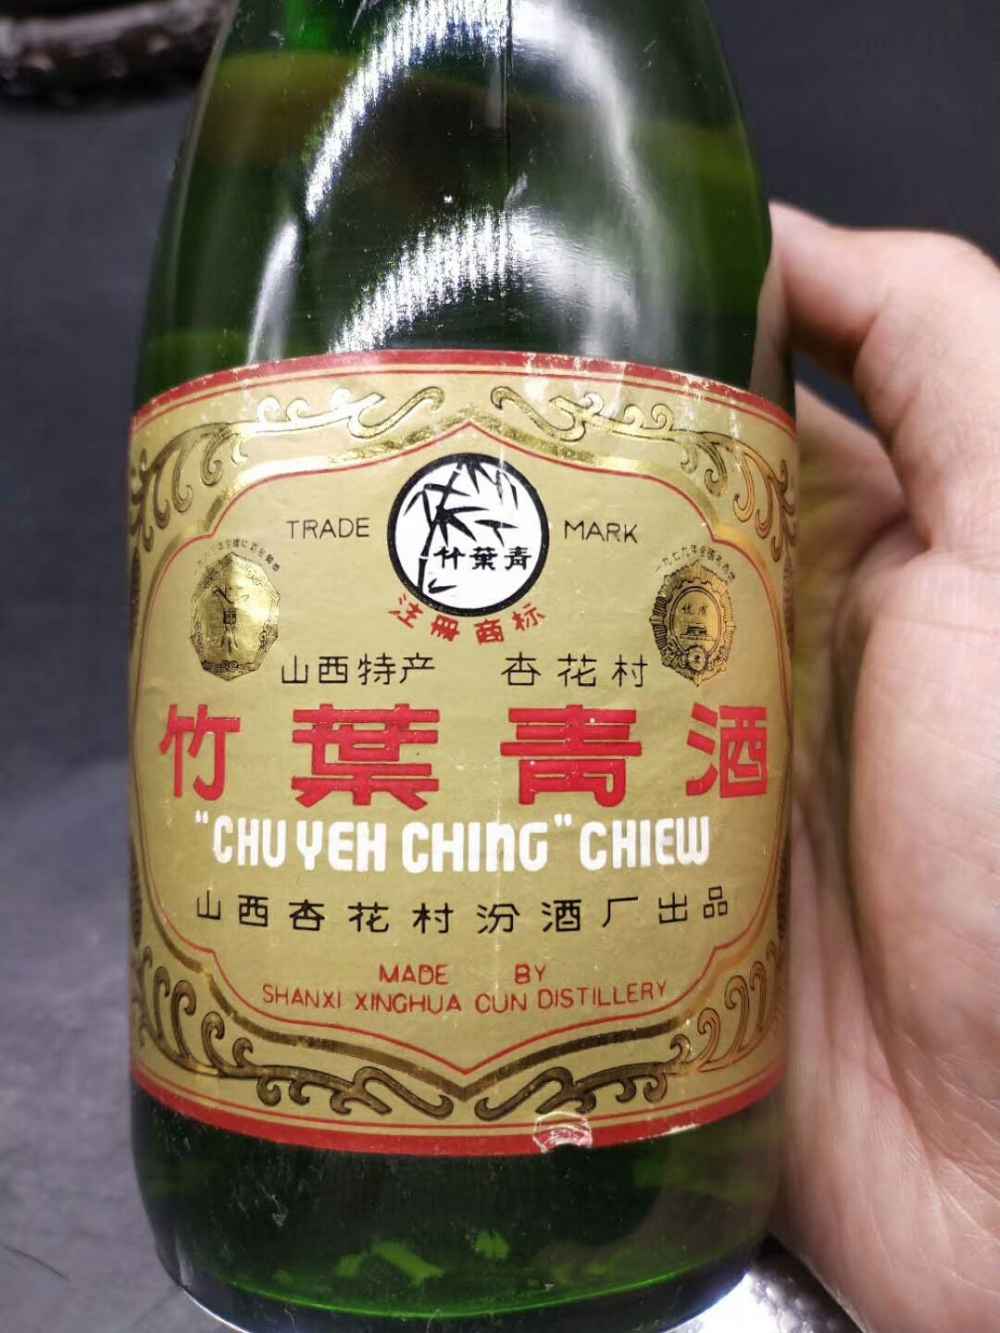 TRADE MARK
竹葉青
注册商标
山西特产 杏花村
竹葉青酒
"CHU YEH CHING" CHIEW
山西杏花村汾酒厂出品
MADE BY
SHANXI XINGHUA CUN DISTILLERY